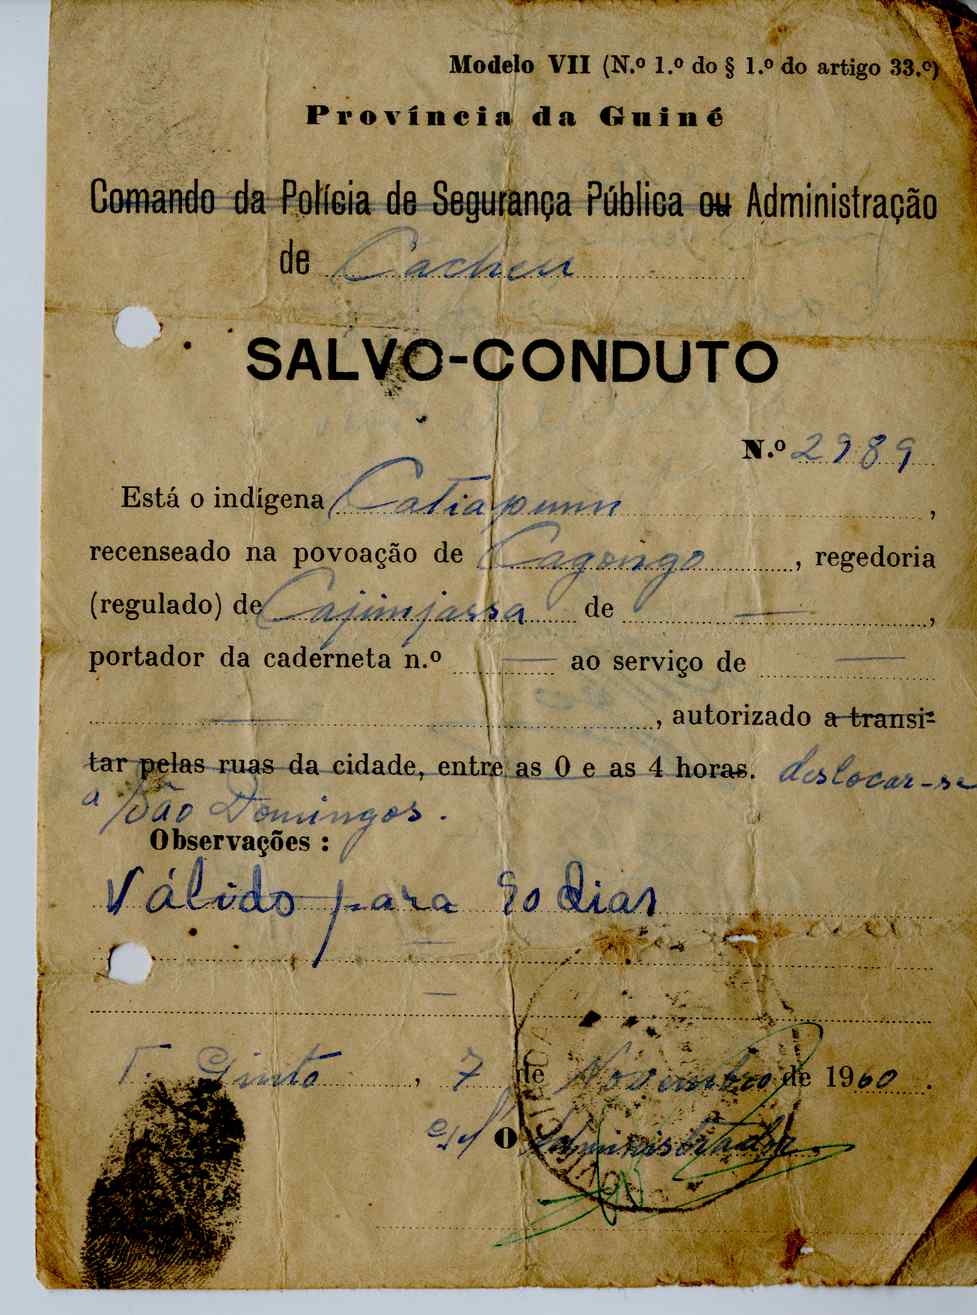 Modelo VII (N.º 1.º do § 1.º do artigo 33.º)
Província da Guiné
Comando da Polícia de Segurança Pública ou Administração
de Cacheu
SALVO-CONDUTO
N.º 2989
Está o indígena Catiapumn,
recenseado na povoação de Cagongo, regedoria
(regulado) de Cajinjassa de —,
portador da caderneta n.º — ao serviço de —
— , autorizado a transi-
tar pelas ruas da cidade, entre as 0 e as 4 horas. deslocar-se
a São Domingos.
Observações :
Válido para 90 dias
—
—
T. Pinto, 7 de Novembro de 1960.
O Administrador